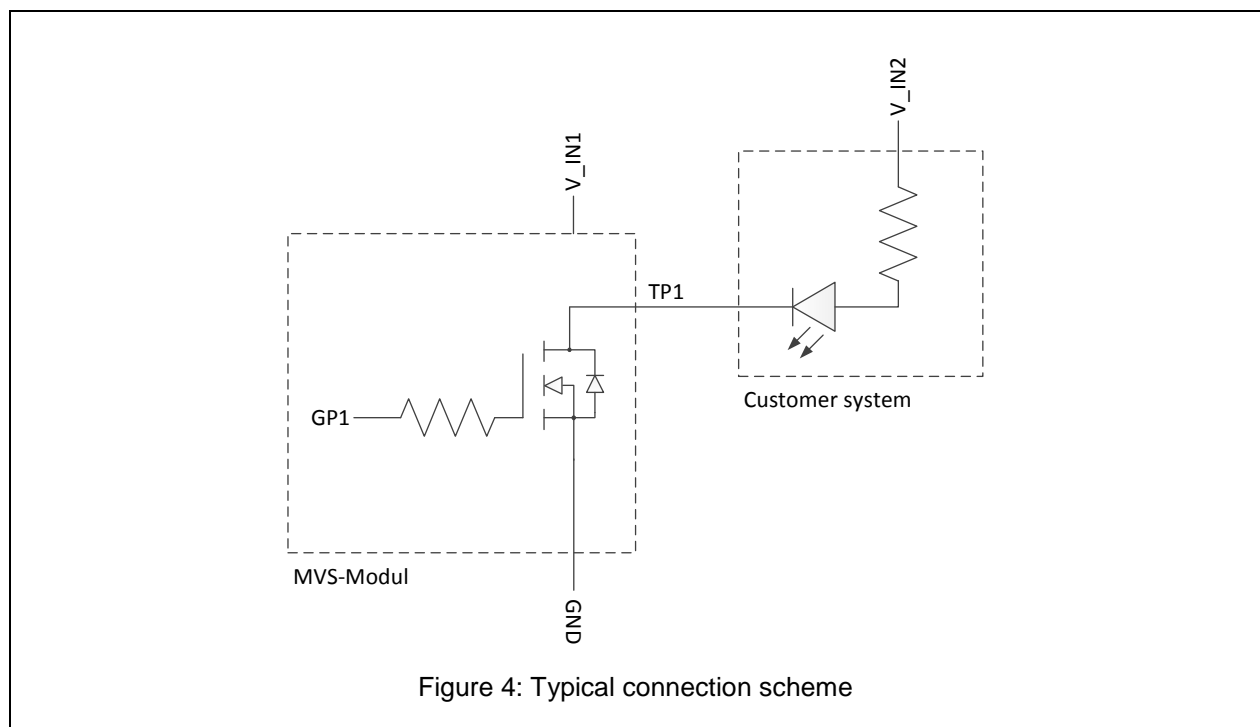 V_IN2
V_IN1
TP1
Customer system
GP1
MVS-Modul
GND
Figure 4: Typical connection scheme